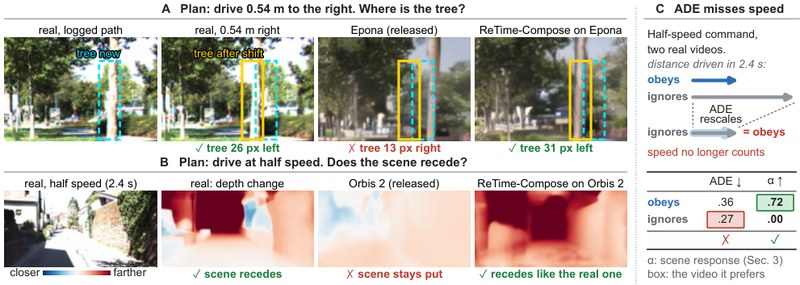 A Plan: drive 0.54 m to the right. Where is the tree?
real, logged path
real, 0.54 m right
Epona (released)
ReTime-Compose on Epona
tree now
tree after shift
✓ tree 26 px left
✗ tree 13 px right
✓ tree 31 px left
B Plan: drive at half speed. Does the scene recede?
real, half speed (2.4 s)
real: depth change
Orbis 2 (released)
ReTime-Compose on Orbis 2
closer
farther
✓ scene recedes
✗ scene stays put
✓ recedes like the real one
C ADE misses speed
Half-speed command,
two real videos.
distance driven in 2.4 s:
obeys
ignores
ADE
rescales
ignores = obeys
speed no longer counts
ADE ↓ α ↑
obeys .36 .72
ignores .27 .00
✗ ✓
α: scene response (Sec. 3)
box: the video it prefers